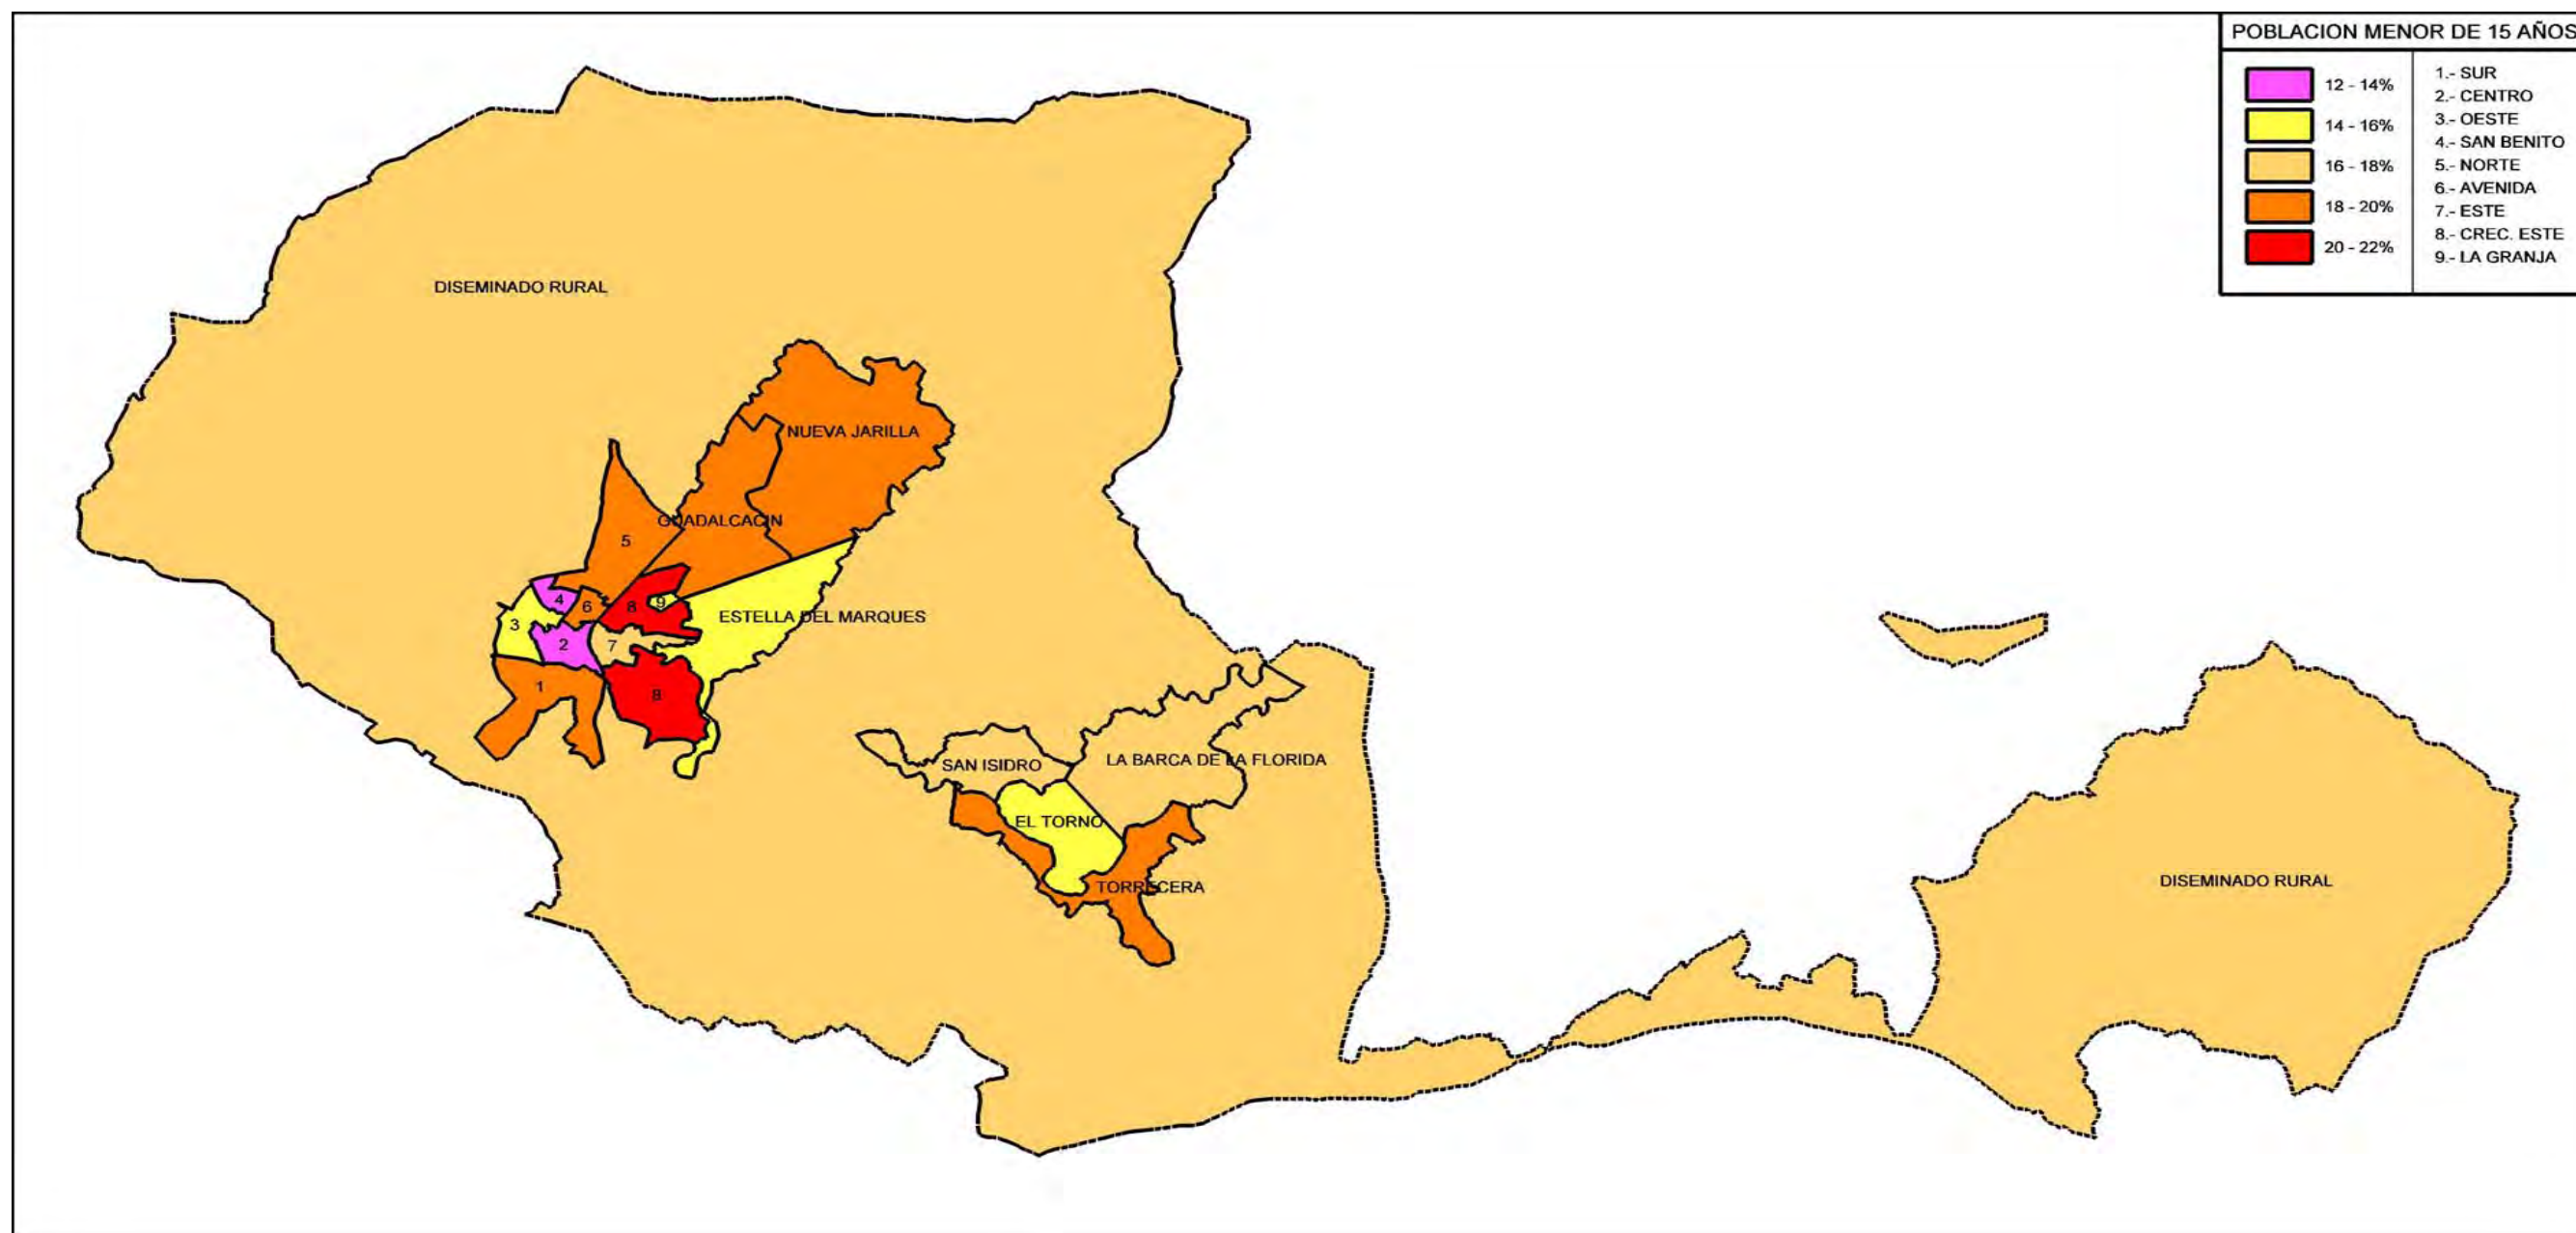 POBLACION MENOR DE 15 AÑOS
12 - 14%
14 - 16%
16 - 18%
18 - 20%
20 - 22%
1.- SUR
2.- CENTRO
3.- OESTE
4.- SAN BENITO
5.- NORTE
6.- AVENIDA
7.- ESTE
8.- CREC. ESTE
9.- LA GRANJA
DISEMINADO RURAL
NUEVA JARILLA
GUADALCACIN
5
4
6
8
9
3
ESTELLA DEL MARQUES
2
7
1
8
SAN ISIDRO
LA BARCA DE LA FLORIDA
EL TORNO
TORRECERA
DISEMINADO RURAL